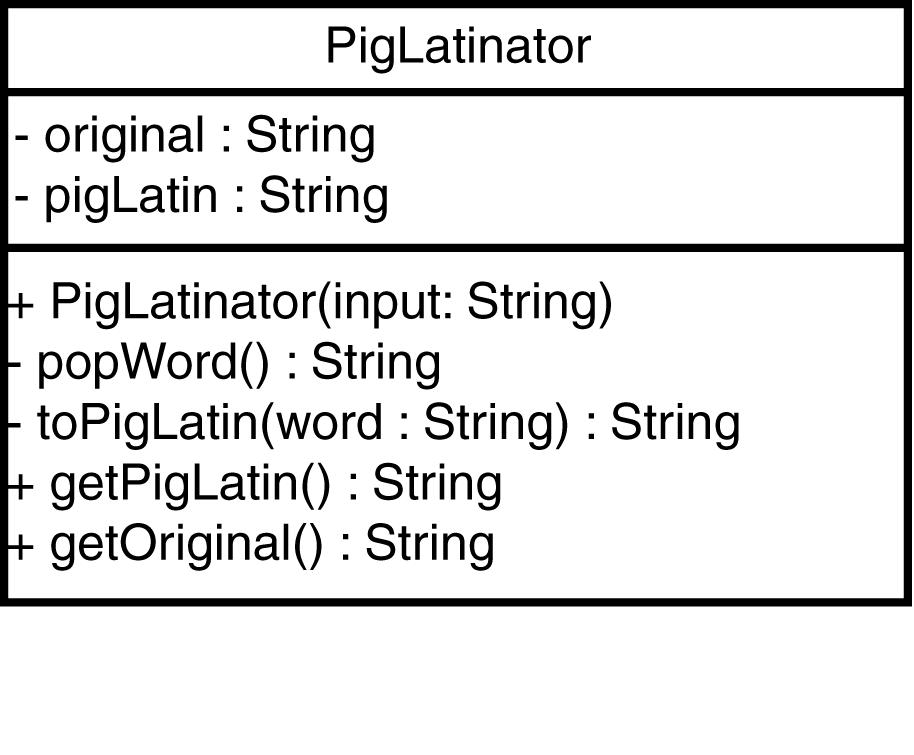 PigLatinator
- original : String
- pigLatin : String
+ PigLatinator(input: String)
- popWord() : String
- toPigLatin(word : String) : String
+ getPigLatin() : String
+ getOriginal() : String